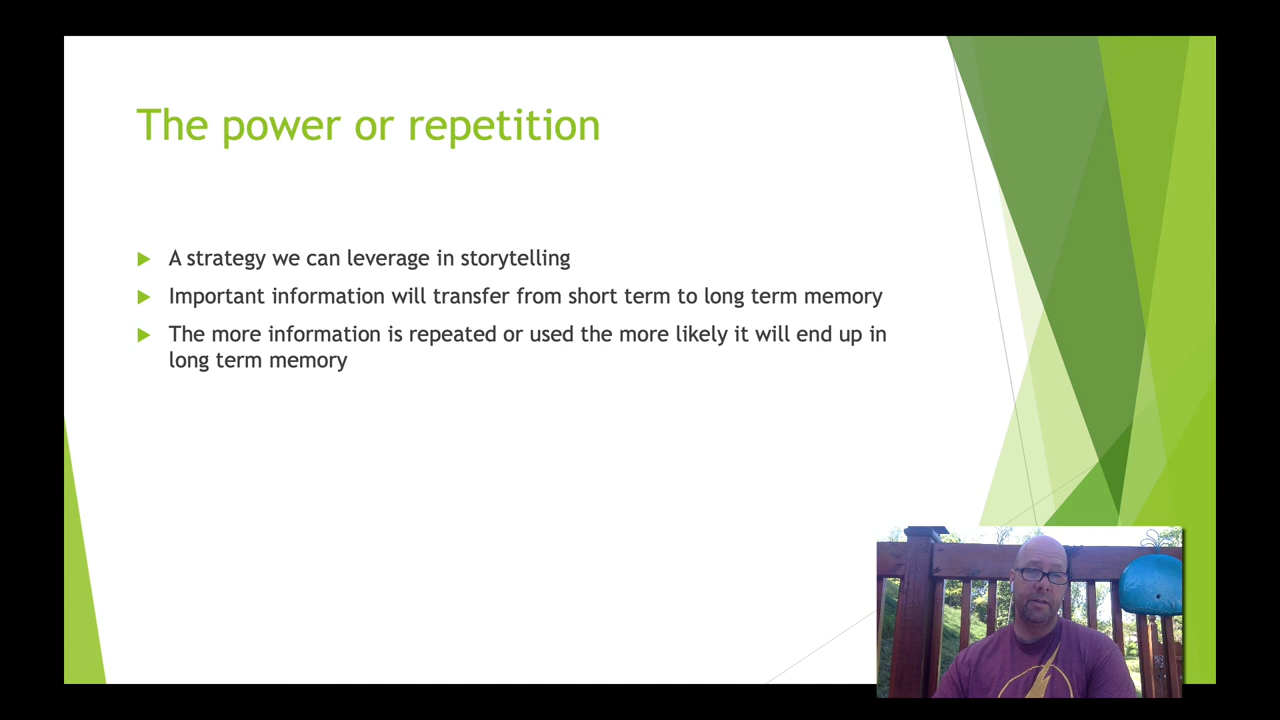 The power or repetition
A strategy we can leverage in storytelling
Important information will transfer from short term to long term memory
The more information is repeated or used the more likely it will end up in
long term memory